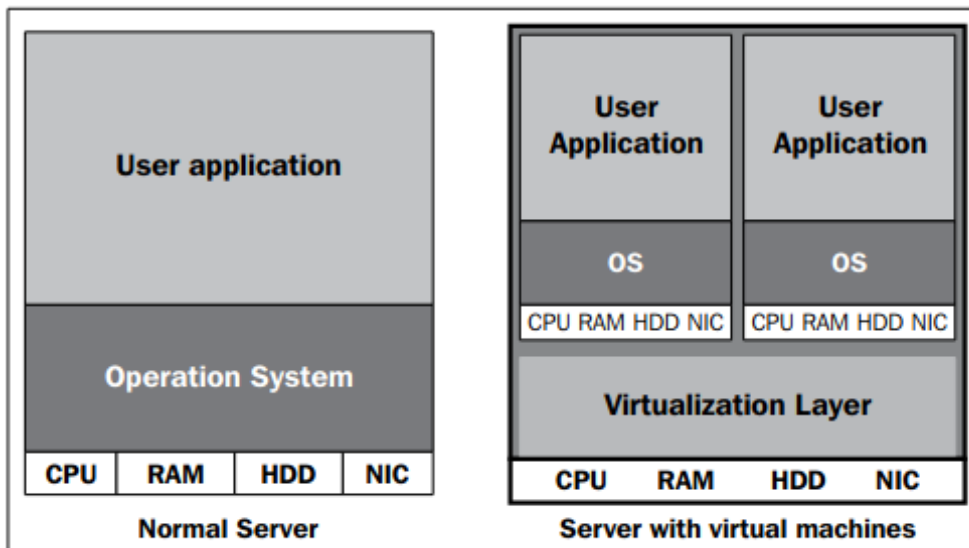 User application
Operation System
CPU RAM HDD NIC
Normal Server
User
Application
OS
CPU RAM HDD NIC
User
Application
OS
CPU RAM HDD NIC
Virtualization Layer
CPU RAM HDD NIC
Server with virtual machines